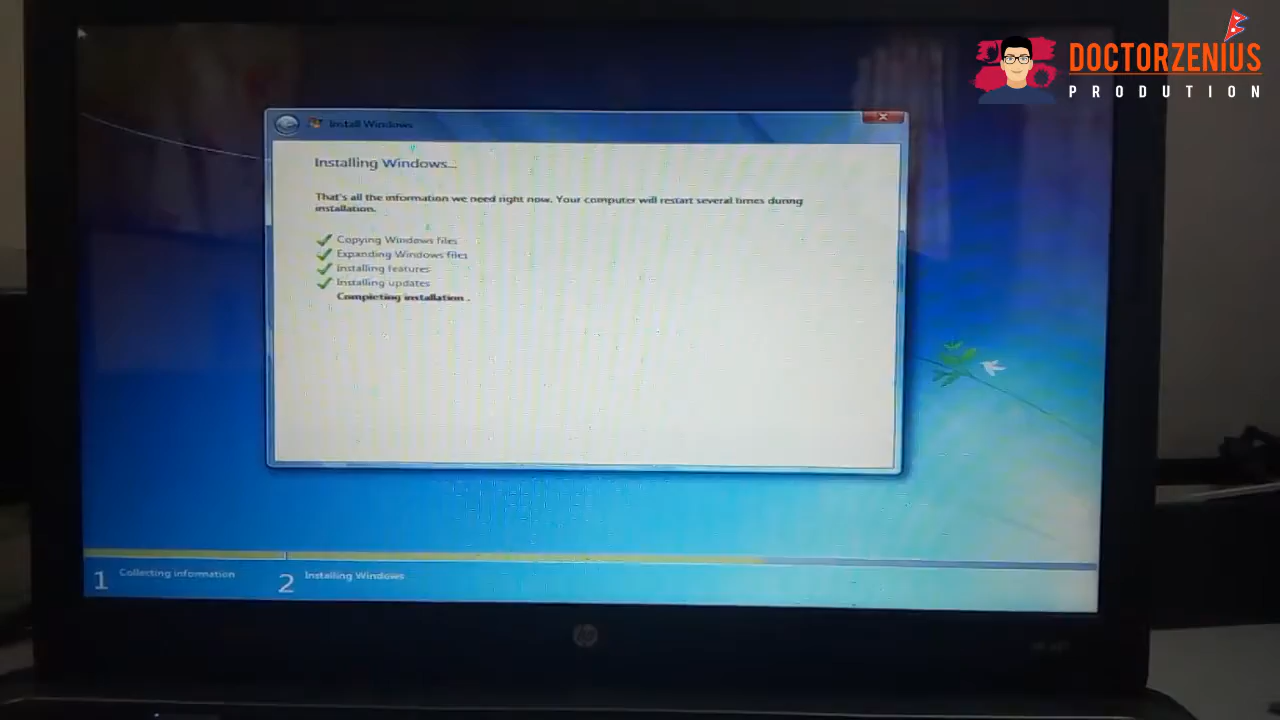 DOCTORZENIUS
PRODUTION
Install Windows
Installing Windows...
That's all the information we need right now. Your computer will restart several times during
installation.
Copying Windows files
Expanding Windows files
Installing features
Installing updates
Completing installation .
1 Collecting information
2 Installing Windows
hp